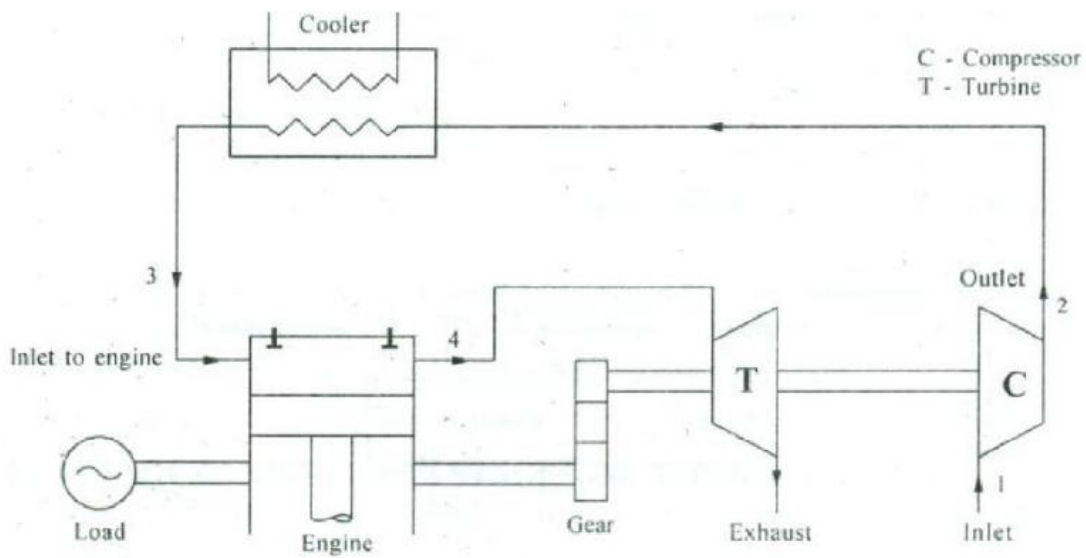 Cooler
C - Compressor
T - Turbine
3
Outlet
2
Inlet to engine
4
T
C
1
Load
Engine
Gear
Exhaust
Inlet